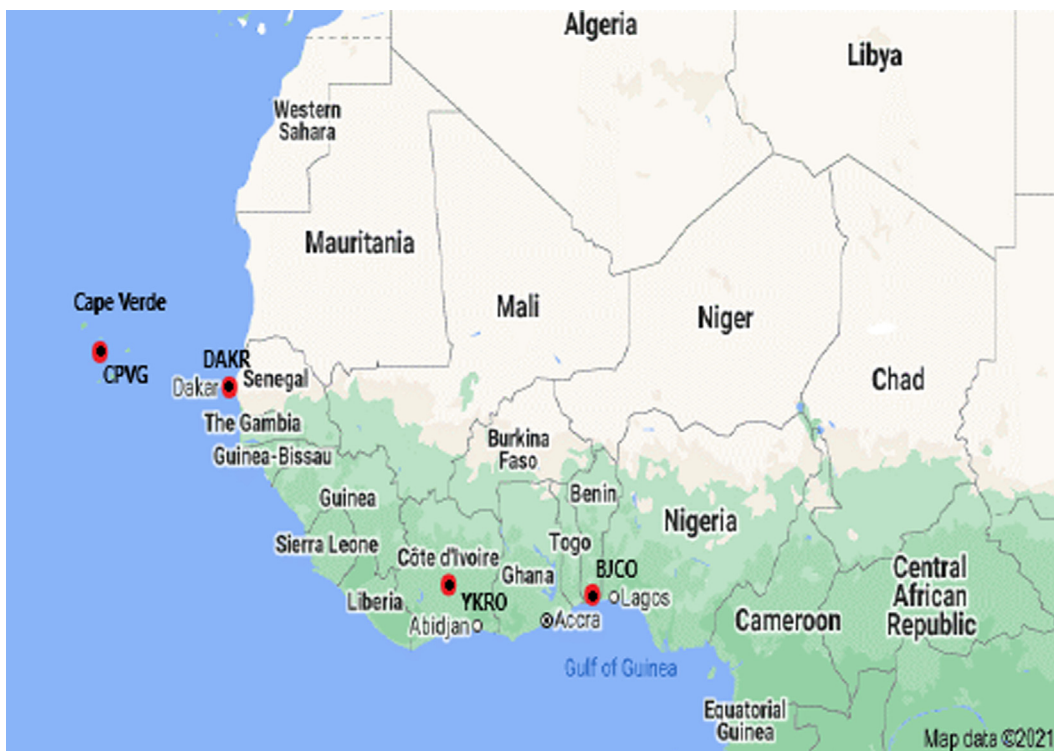 Algeria
Libya
Western
Sahara
Mauritania
Cape Verde
Mali
Niger
CPVG
DAKR
Dakar
Senegal
Chad
The Gambia
Burkina
Faso
Guinea-Bissau
Guinea
Benin
Nigeria
Sierra Leone
Togo
Côte d'Ivoire
Ghana
BJCO
Central
African
Republic
Liberia
YKRO
Lagos
Abidjan
Accra
Cameroon
Gulf of Guinea
Equatorial
Guinea
Map data ©2021